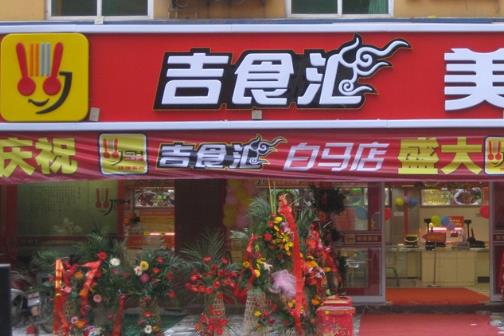 吉食汇 美
庆祝 吉食汇 白马店 盛大